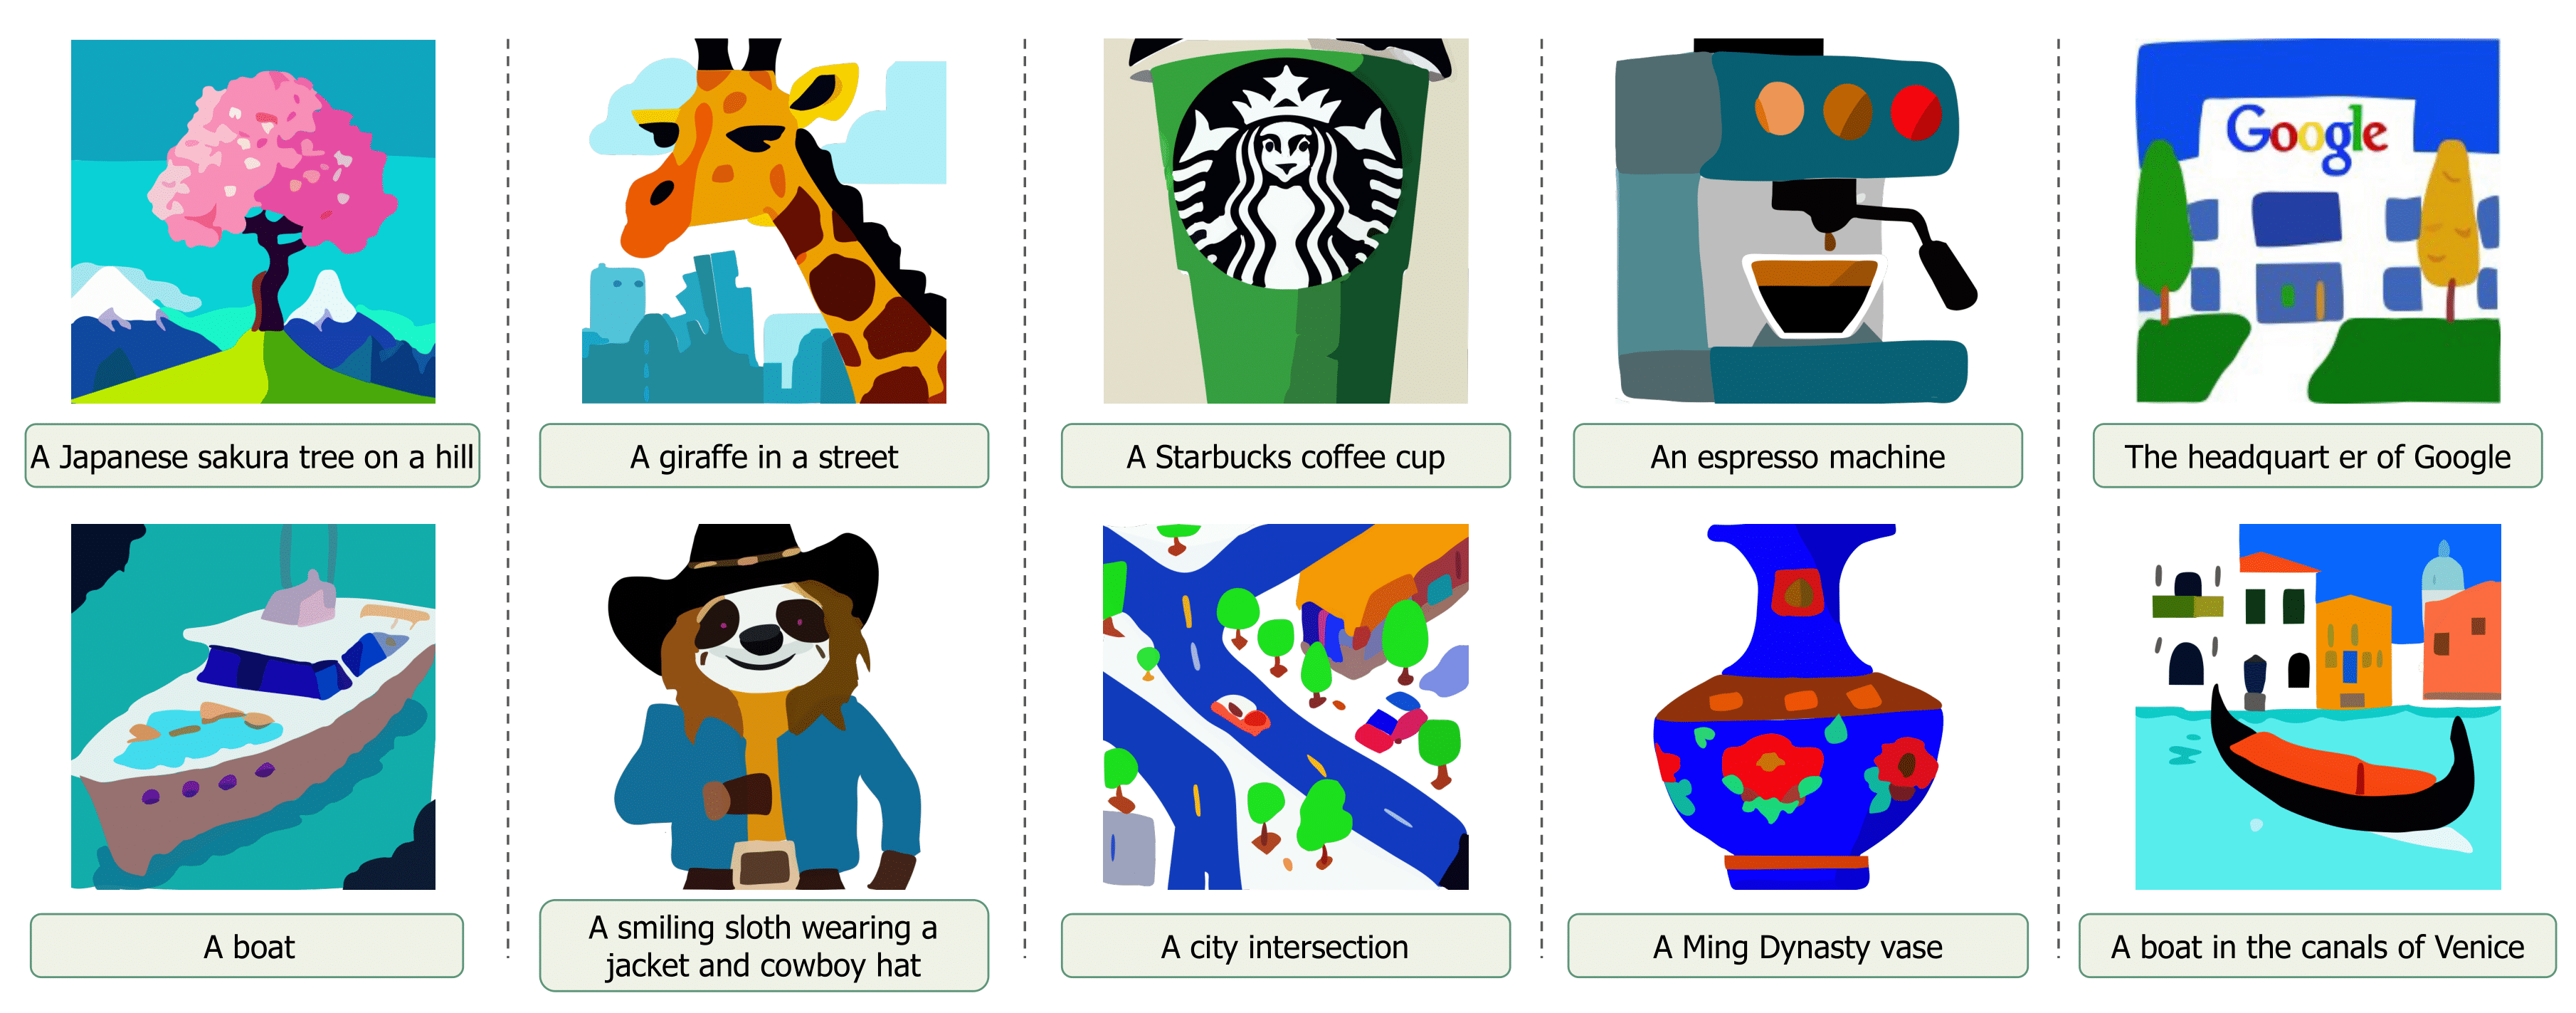 Google
A Japanese sakura tree on a hill
A giraffe in a street
A Starbucks coffee cup
An espresso machine
The headquart er of Google
A boat
A smiling sloth wearing a
jacket and cowboy hat
A city intersection
A Ming Dynasty vase
A boat in the canals of Venice